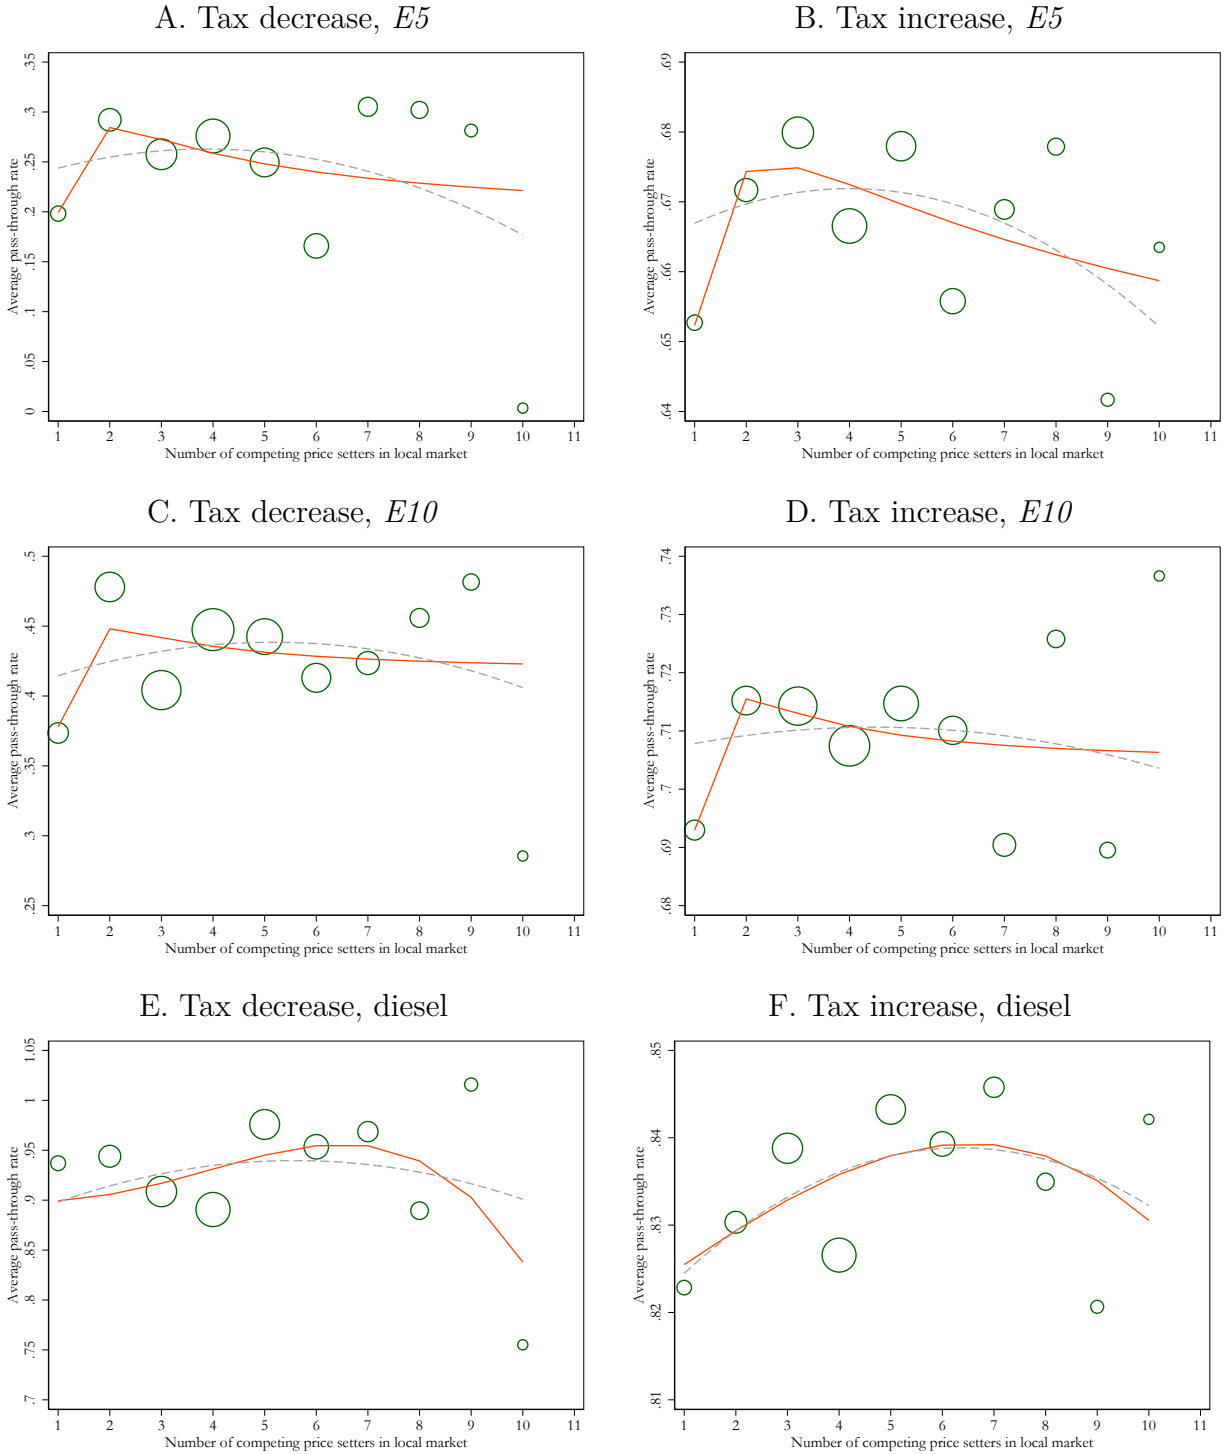 A. Tax decrease, E5
B. Tax increase, E5
Average pass-through rate
.35
.3
.25
.2
.15
.1
.05
0
1 2 3 4 5 6 7 8 9 10 11
Number of competing price setters in local market
Average pass-through rate
.69
.68
.67
.66
.65
.64
1 2 3 4 5 6 7 8 9 10 11
Number of competing price setters in local market
C. Tax decrease, E10
D. Tax increase, E10
Average pass-through rate
.5
.45
.4
.35
.3
.25
1 2 3 4 5 6 7 8 9 10 11
Number of competing price setters in local market
Average pass-through rate
.74
.73
.72
.71
.7
.69
.68
1 2 3 4 5 6 7 8 9 10 11
Number of competing price setters in local market
E. Tax decrease, diesel
F. Tax increase, diesel
Average pass-through rate
1.05
1
.95
.9
.85
.8
.75
.7
1 2 3 4 5 6 7 8 9 10 11
Number of competing price setters in local market
Average pass-through rate
.85
.84
.83
.82
.81
1 2 3 4 5 6 7 8 9 10 11
Number of competing price setters in local market